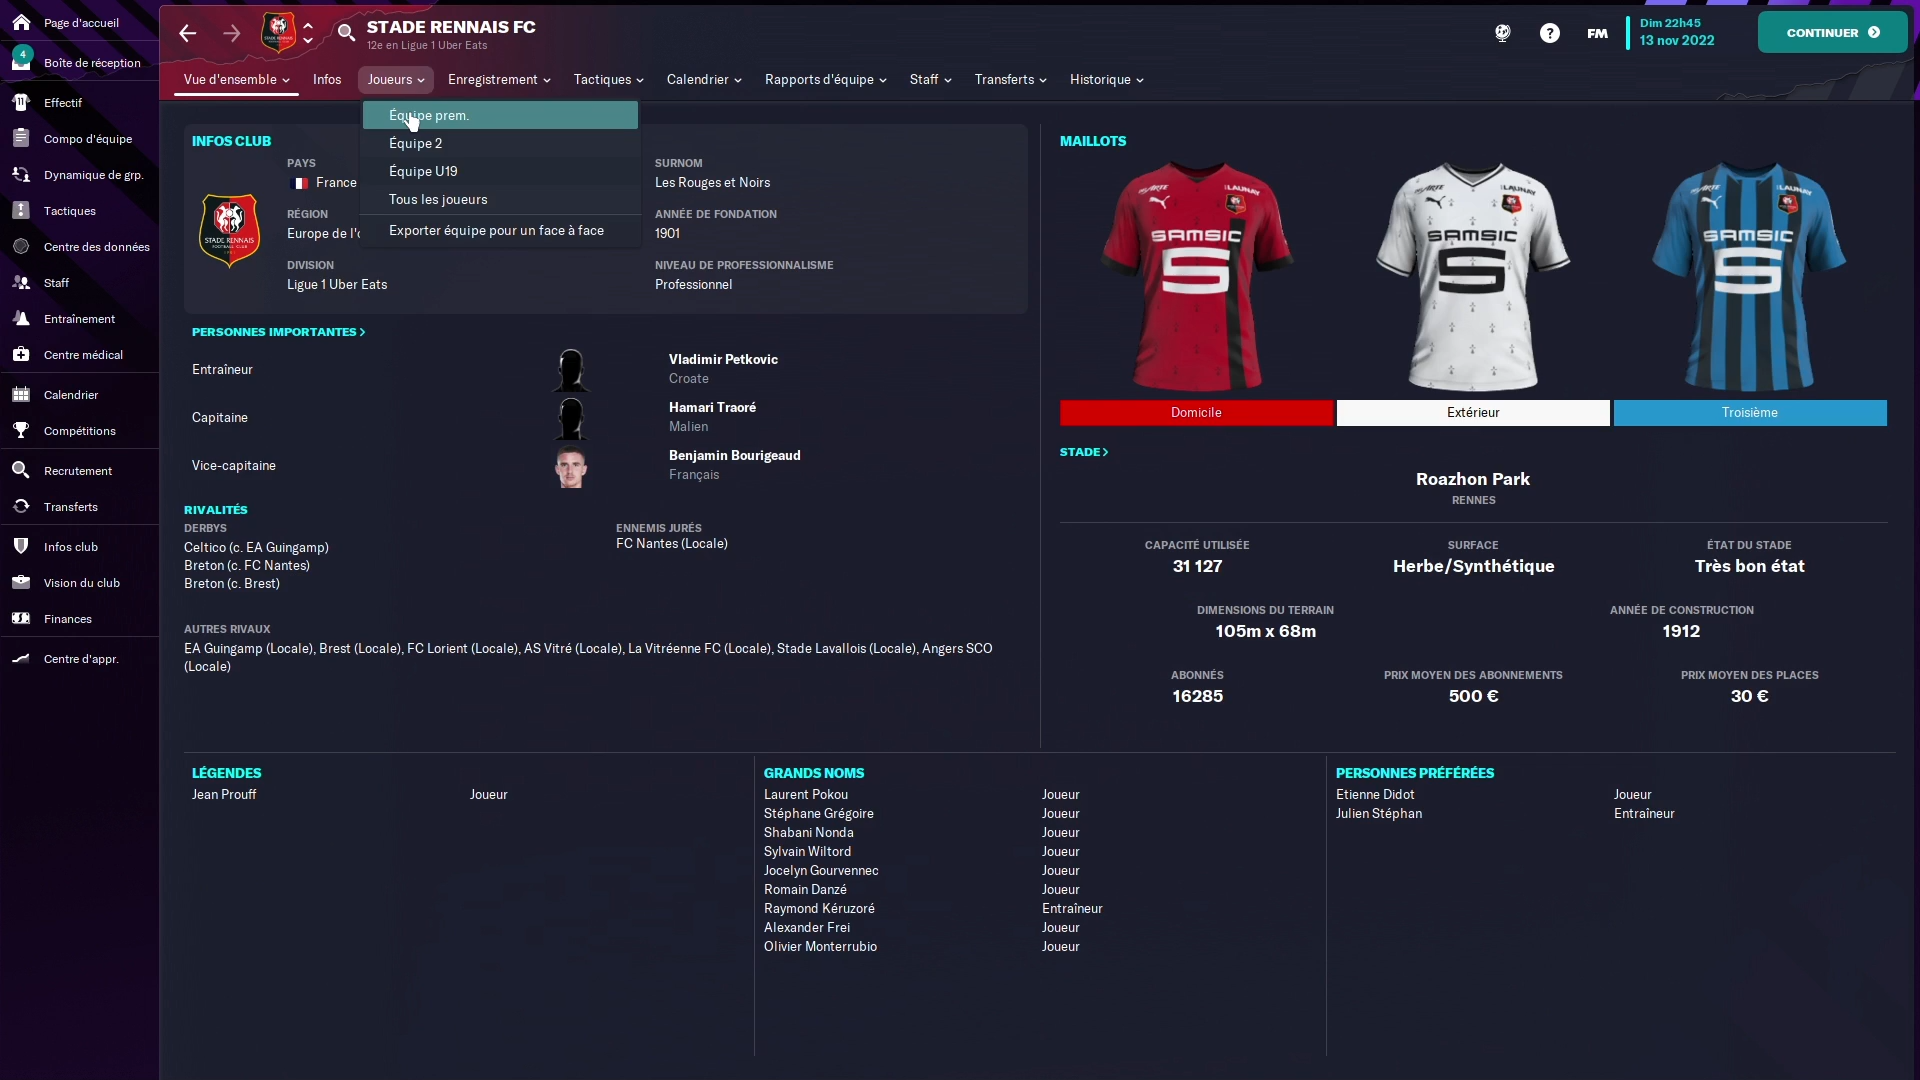 Page d'accueil
4
Boîte de réception
Effectif
Compo d'équipe
Dynamique de grp.
Tactiques
Centre des données
Staff
Entraînement
Centre médical
Calendrier
Compétitions
Recrutement
Transferts
Infos club
Vision du club
Finances
Centre d'appr.
STADE RENNAIS FC
12e en Ligue 1 Uber Eats
FM
Dim 22h45
13 nov 2022
CONTINUER
Vue d'ensemble Infos Joueurs Enregistrement Tactiques Calendrier Rapports d'équipe Staff Transferts Historique
Équipe prem.
Équipe 2
Équipe U19
Tous les joueurs
Exporter équipe pour un face à face
INFOS CLUB
STADE RENNAIS
FOOTBALL CLUB
PAYS
France
RÉGION
Europe de l'o
DIVISION
Ligue 1 Uber Eats
SURNOM
Les Rouges et Noirs
ANNÉE DE FONDATION
1901
NIVEAU DE PROFESSIONNALISME
Professionnel
PERSONNES IMPORTANTES
Entraîneur
Vladimir Petkovic
Croate
Capitaine
Hamari Traoré
Malien
Vice-capitaine
Benjamin Bourigeaud
Français
RIVALITÉS
DERBYS
Celtico (c. EA Guingamp)
Breton (c. FC Nantes)
Breton (c. Brest)
ENNEMIS JURÉS
FC Nantes (Locale)
AUTRES RIVAUX
EA Guingamp (Locale), Brest (Locale), FC Lorient (Locale), AS Vitré (Locale), La Vitréenne FC (Locale), Stade Lavallois (Locale), Angers SCO
(Locale)
MAILLOTS
LAUNAY
SAMSIC
LAUNAY
SAMSIC
LAUNAY
SAMSIC
Domicile
Extérieur
Troisième
STADE
Roazhon Park
RENNES
CAPACITÉ UTILISÉE
31 127
SURFACE
Herbe/Synthétique
ÉTAT DU STADE
Très bon état
DIMENSIONS DU TERRAIN
105m x 68m
ANNÉE DE CONSTRUCTION
1912
ABONNÉS
16285
PRIX MOYEN DES ABONNEMENTS
500 €
PRIX MOYEN DES PLACES
30 €
LÉGENDES
Jean Prouff Joueur
GRANDS NOMS
Laurent Pokou Joueur
Stéphane Grégoire Joueur
Shabani Nonda Joueur
Sylvain Wiltord Joueur
Jocelyn Gourvennec Joueur
Romain Danzé Joueur
Raymond Kéruzoré Entraîneur
Alexander Frei Joueur
Olivier Monterrubio Joueur
PERSONNES PRÉFÉRÉES
Etienne Didot Joueur
Julien Stéphan Entraîneur